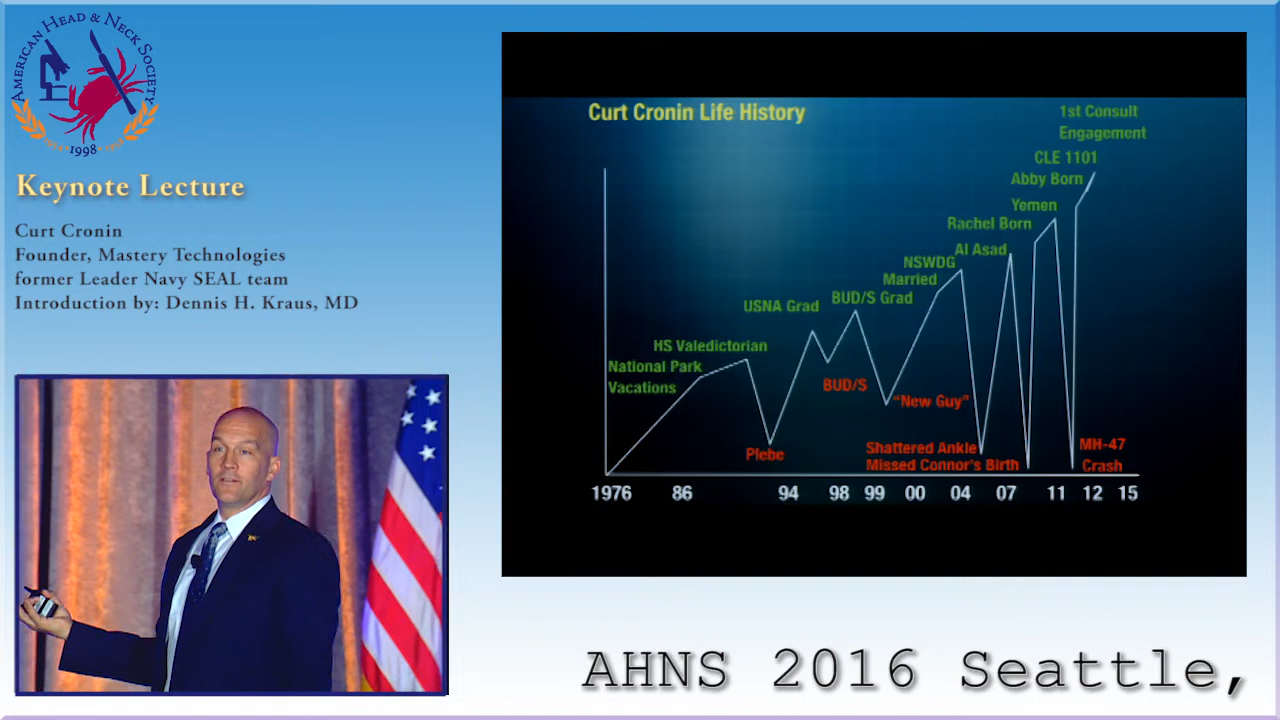 AMERICAN HEAD & NECK SOCIETY
1998
Keynote Lecture
Curt Cronin
Founder, Mastery Technologies
former Leader Navy SEAL team
Introduction by: Dennis H. Kraus, MD
Curt Cronin Life History
1st Consult
Engagement
CLE 1101
Abby Born
Yemen
Rachel Born
Al Asad
NSWDG
Married
BUD/S Grad
USNA Grad
HS Valedictorian
National Park
Vacations
BUD/S
"New Guy"
Plebe
Shattered Ankle
Missed Connor's Birth
MH-47
Crash
1976 86 94 98 99 00 04 07 11 12 15
AHNS 2016 Seattle,